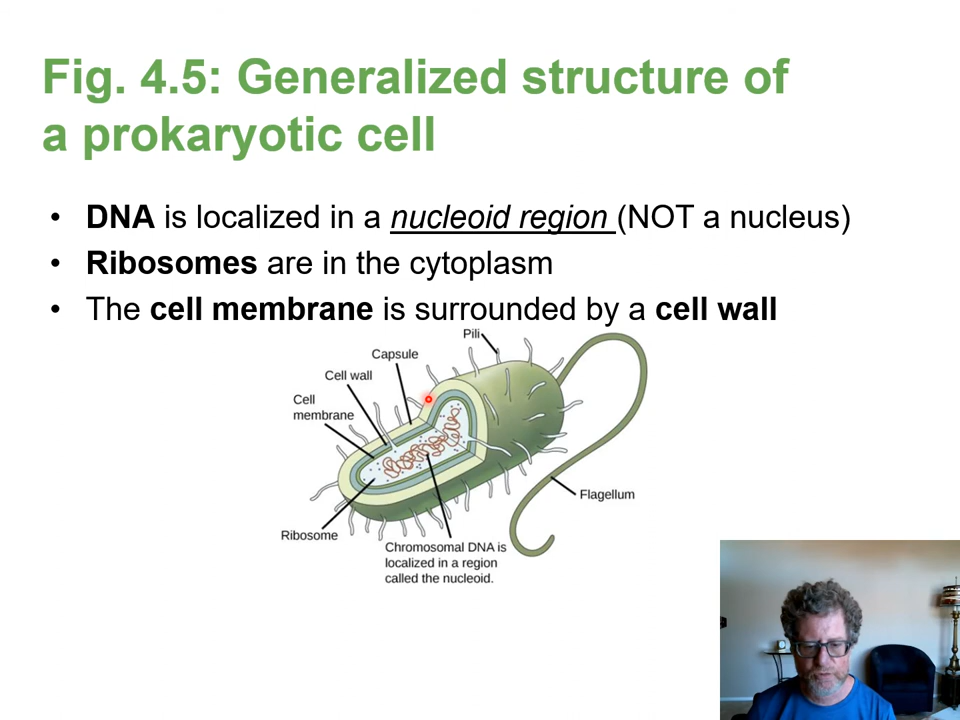 Fig. 4.5: Generalized structure of
a prokaryotic cell
• DNA is localized in a nucleoid region (NOT a nucleus)
• Ribosomes are in the cytoplasm
• The cell membrane is surrounded by a cell wall
Pili
Capsule
Cell wall
Cell
membrane
Flagellum
Ribosome
Chromosomal DNA is
localized in a region
called the nucleoid.